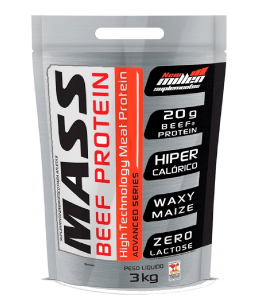 New
millen
suplementos
MASS
BEEF PROTEIN
High Technology Meat Protein
ADVANCED SERIES
20g
BEEF
PROTEIN
HIPER
CALÓRICO
WAXY
MAIZE
ZERO
LACTOSE
PESO LÍQUIDO
3kg